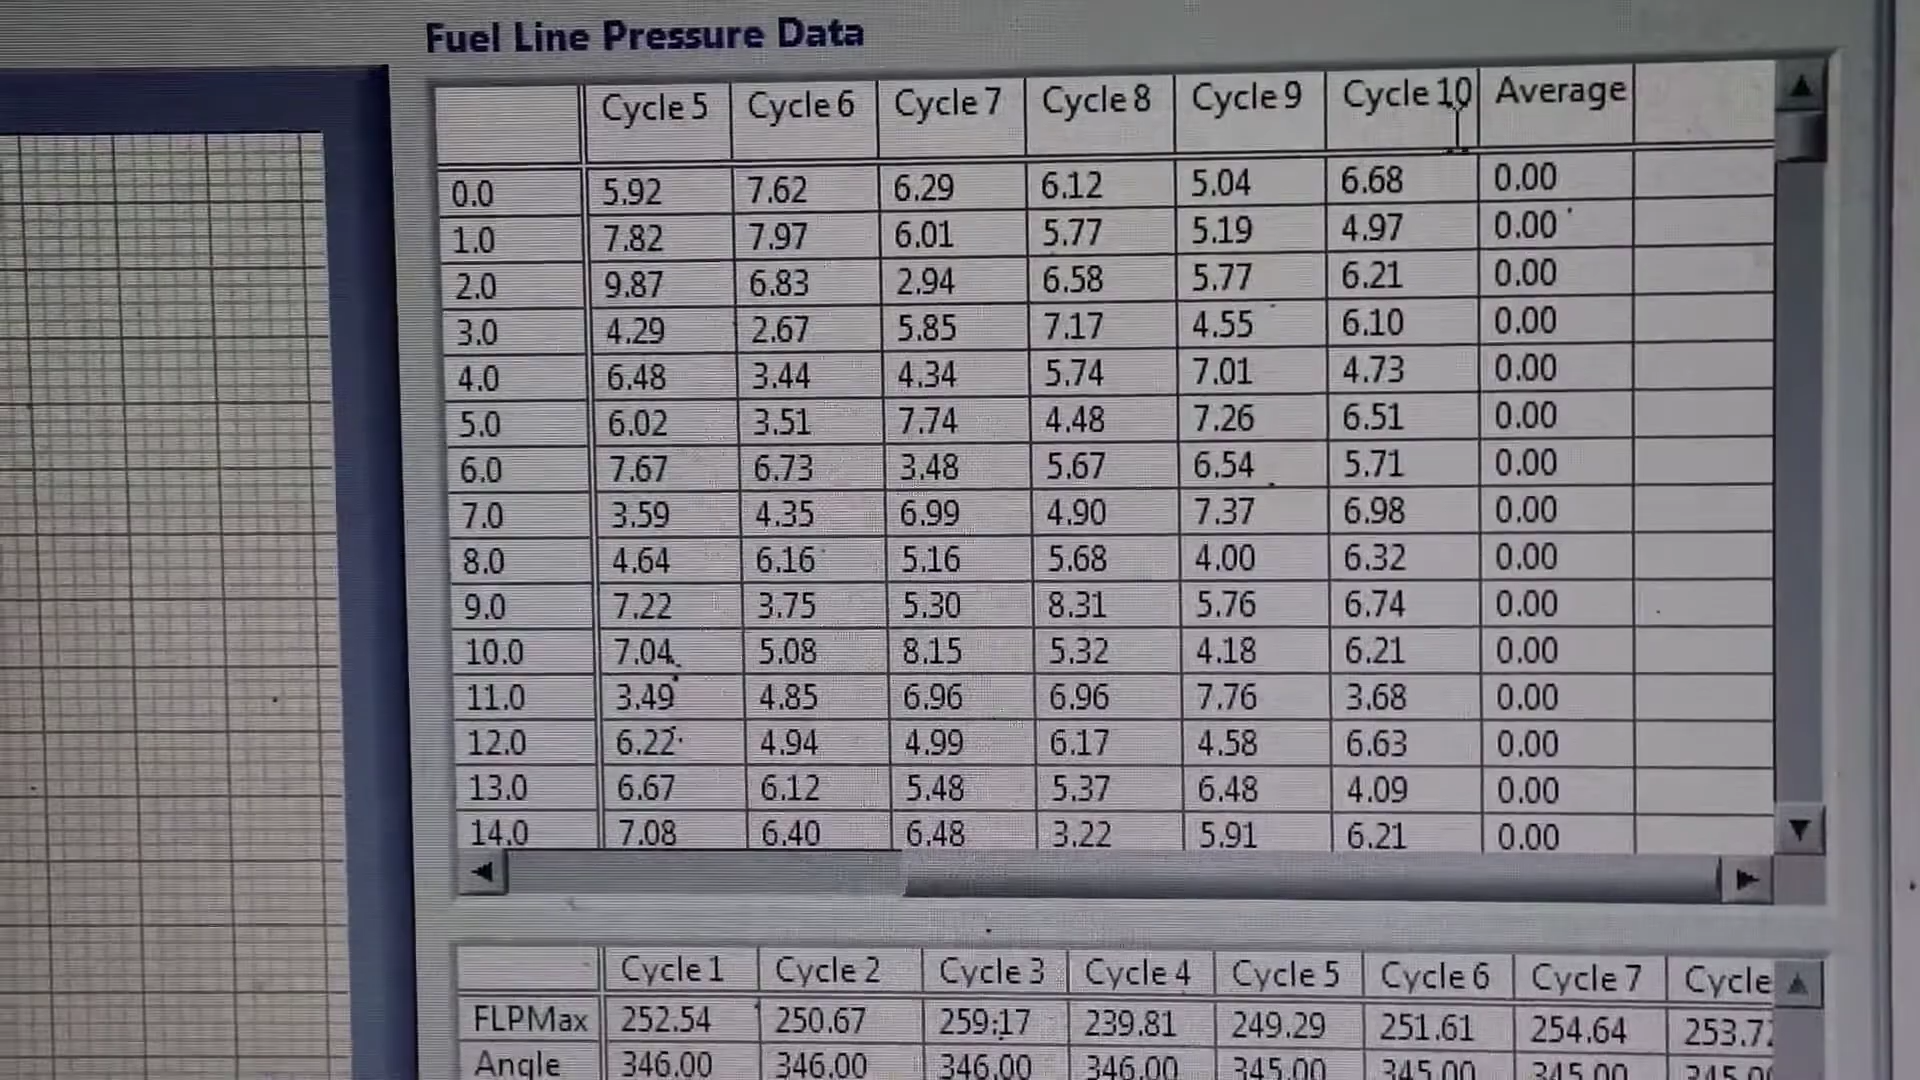 Fuel Line Pressure Data
Cycle 5 Cycle 6 Cycle 7 Cycle 8 Cycle 9 Cycle 10 Average
0.0 5.92 7.62 6.29 6.12 5.04 6.68 0.00
1.0 7.82 7.97 6.01 5.77 5.19 4.97 0.00
2.0 9.87 6.83 2.94 6.58 5.77 6.21 0.00
3.0 4.29 2.67 5.85 7.17 4.55 6.10 0.00
4.0 6.48 3.44 4.34 5.74 7.01 4.73 0.00
5.0 6.02 3.51 7.74 4.48 7.26 6.51 0.00
6.0 7.67 6.73 3.48 5.67 6.54 5.71 0.00
7.0 3.59 4.35 6.99 4.90 7.37 6.98 0.00
8.0 4.64 6.16 5.16 5.68 4.00 6.32 0.00
9.0 7.22 3.75 5.30 8.31 5.76 6.74 0.00
10.0 7.04 5.08 8.15 5.32 4.18 6.21 0.00
11.0 3.49 4.85 6.96 6.96 7.76 3.68 0.00
12.0 6.22 4.94 4.99 6.17 4.58 6.63 0.00
13.0 6.67 6.12 5.48 5.37 6.48 4.09 0.00
14.0 7.08 6.40 6.48 3.22 5.91 6.21 0.00
Cycle 1 Cycle 2 Cycle 3 Cycle 4 Cycle 5 Cycle 6 Cycle 7 Cycle
FLPMax 252.54 250.67 259.17 239.81 249.29 251.61 254.64 253.7
Angle 346.00 346.00 346.00 346.00 345.00 345.00 345.00 345.0